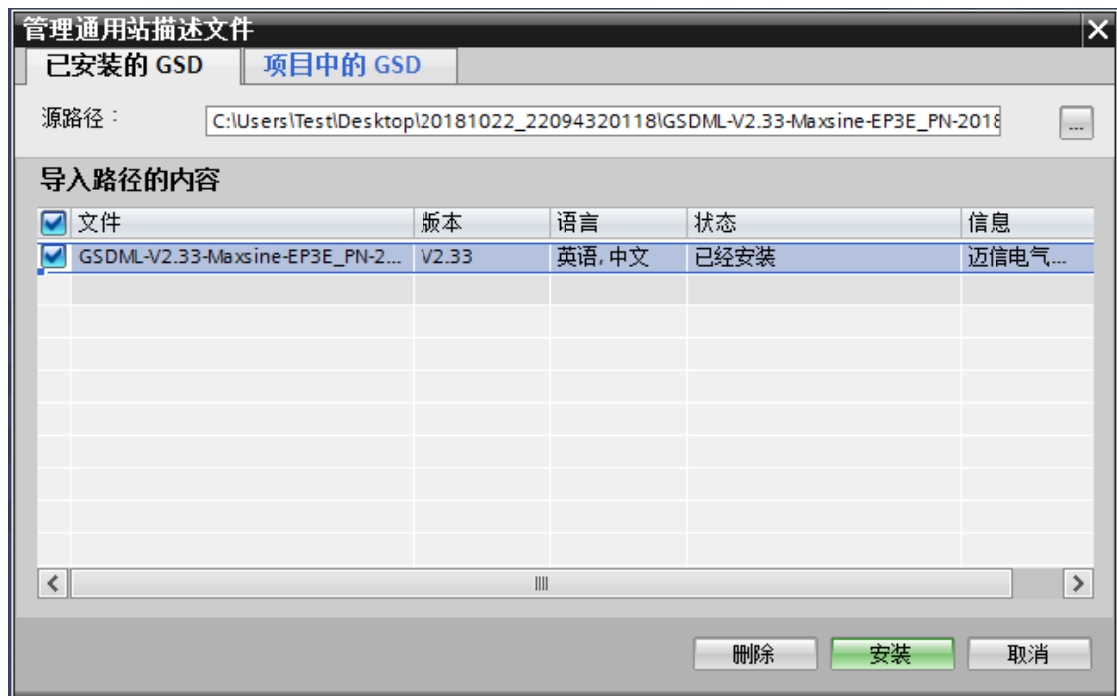 管理通用站描述文件
已安装的 GSD 项目中的 GSD
源路径： C:\Users\Test\Desktop\20181022_22094320118\GSDML-V2.33-Maxsine-EP3E_PN-2018 ...
导入路径的内容
文件 版本 语言 状态 信息
GSDML-V2.33-Maxsine-EP3E_PN-2... V2.33 英语, 中文 已经安装 迈信电气...
删除 安装 取消